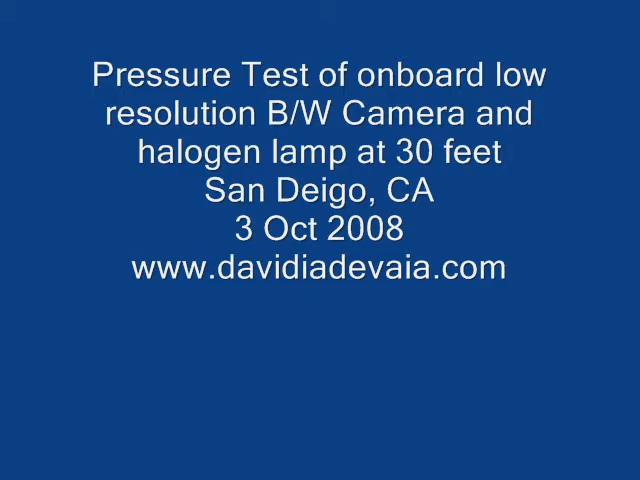 Pressure Test of onboard low
resolution B/W Camera and
halogen lamp at 30 feet
San Deigo, CA
3 Oct 2008
www.davidiadevaia.com